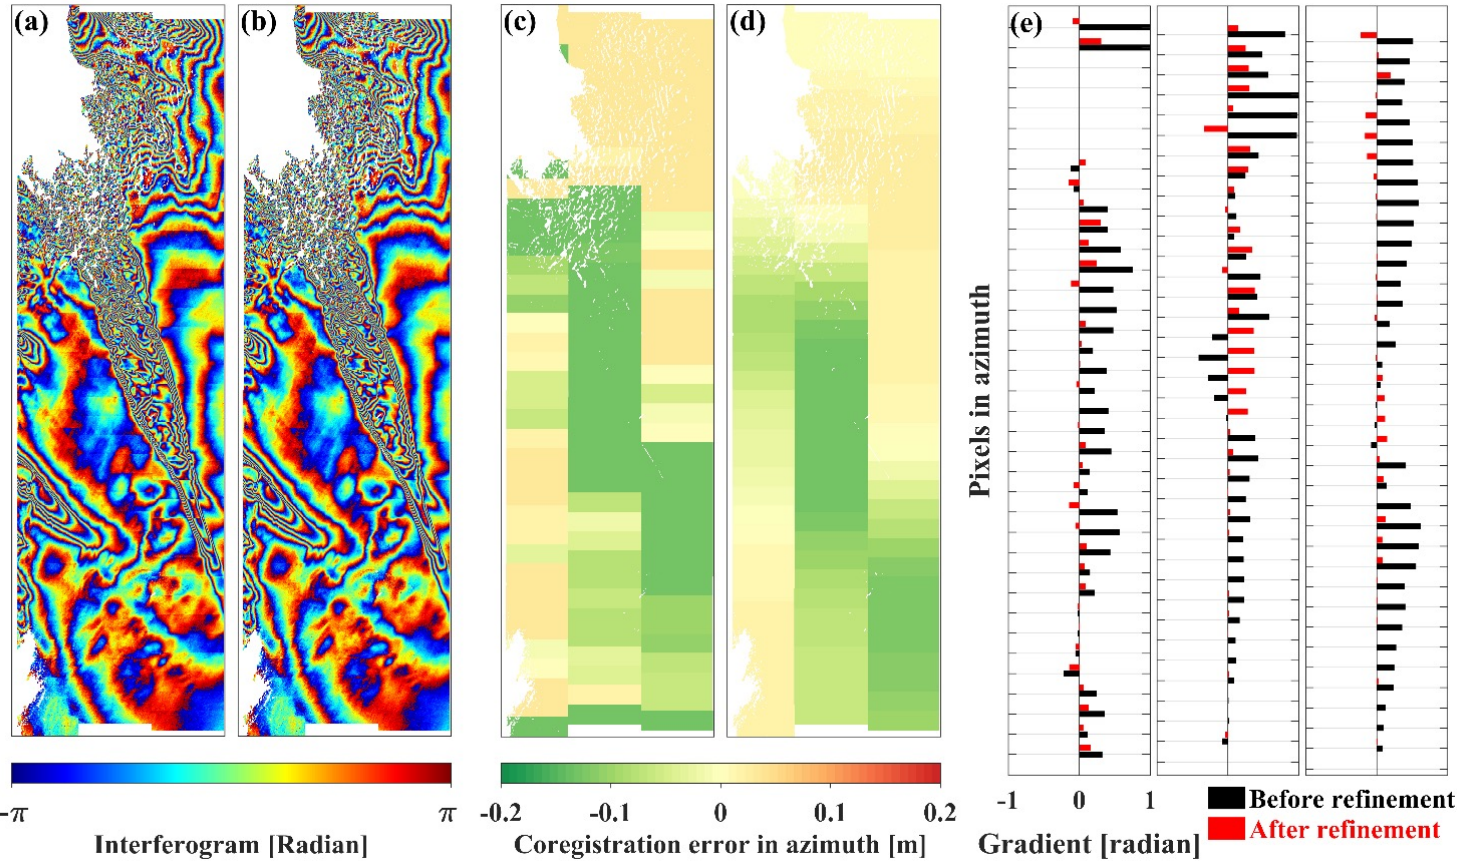 (a) (b) (c) (d) (e)
Pixels in azimuth
-π π -0.2 -0.1 0 0.1 0.2 -1 0 1
Before refinement
After refinement
Interferogram [Radian] Coregistration error in azimuth [m] Gradient [radian]